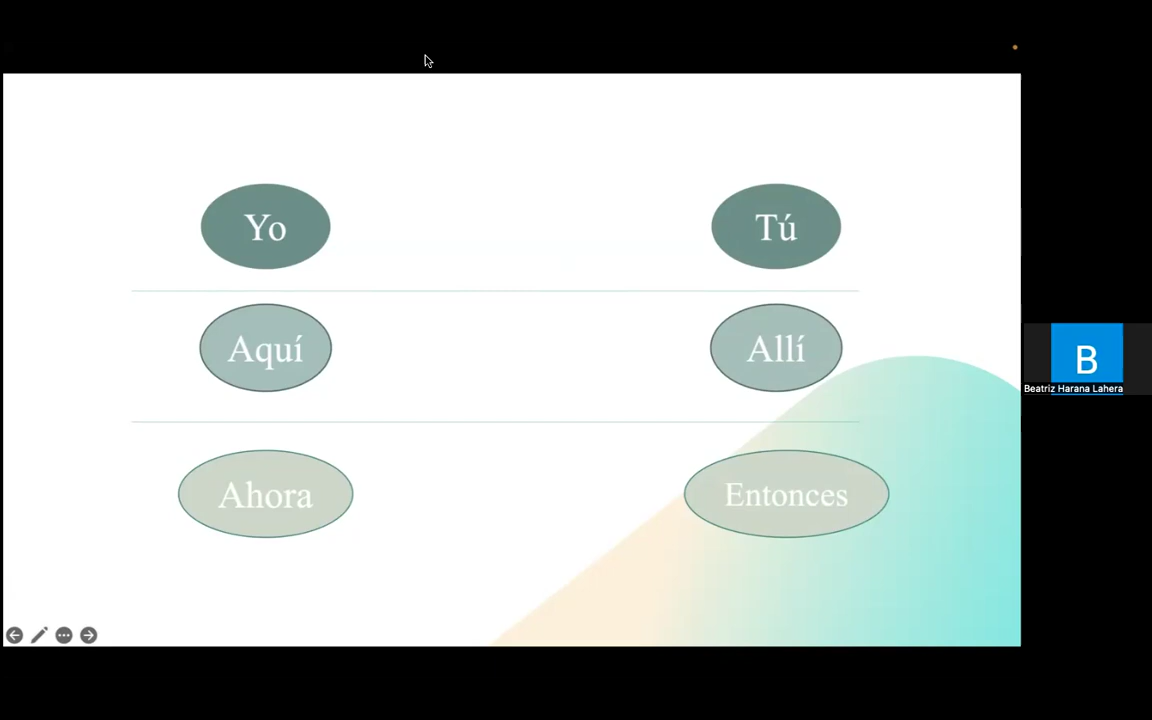 Yo
Tú
Aquí
Allí
Ahora
Entonces
B
Beatriz Harana Lahera